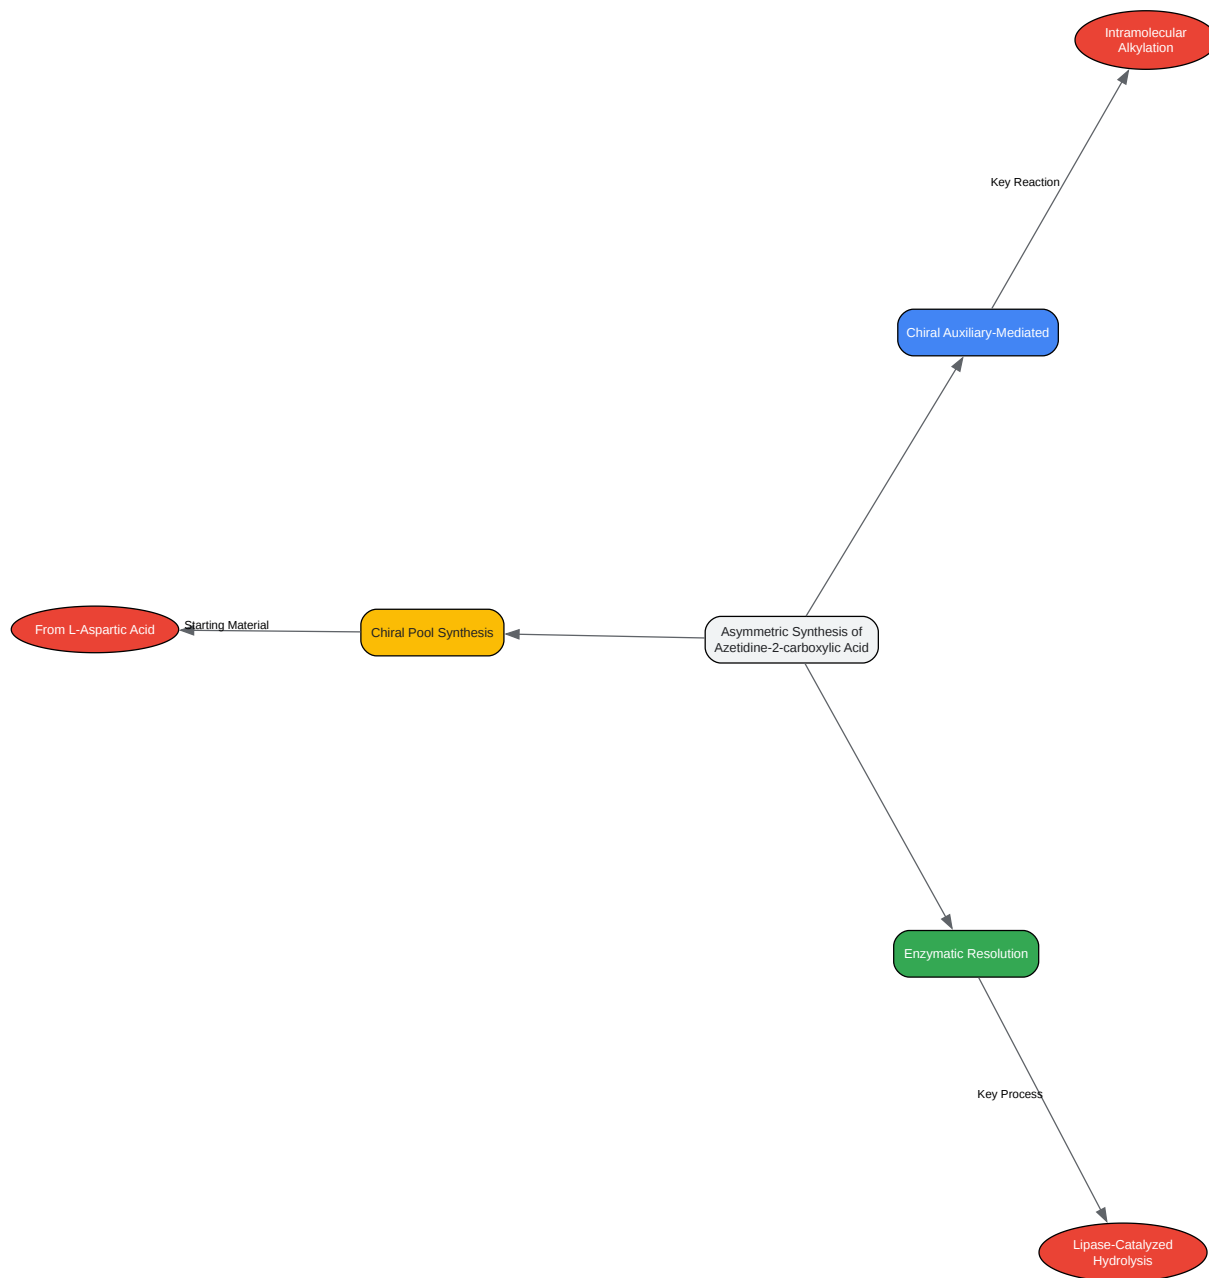 Intramolecular
Alkylation
Key Reaction
Chiral Auxiliary-Mediated
From L-Aspartic Acid
Starting Material
Chiral Pool Synthesis
Asymmetric Synthesis of
Azetidine-2-carboxylic Acid
Enzymatic Resolution
Key Process
Lipase-Catalyzed
Hydrolysis